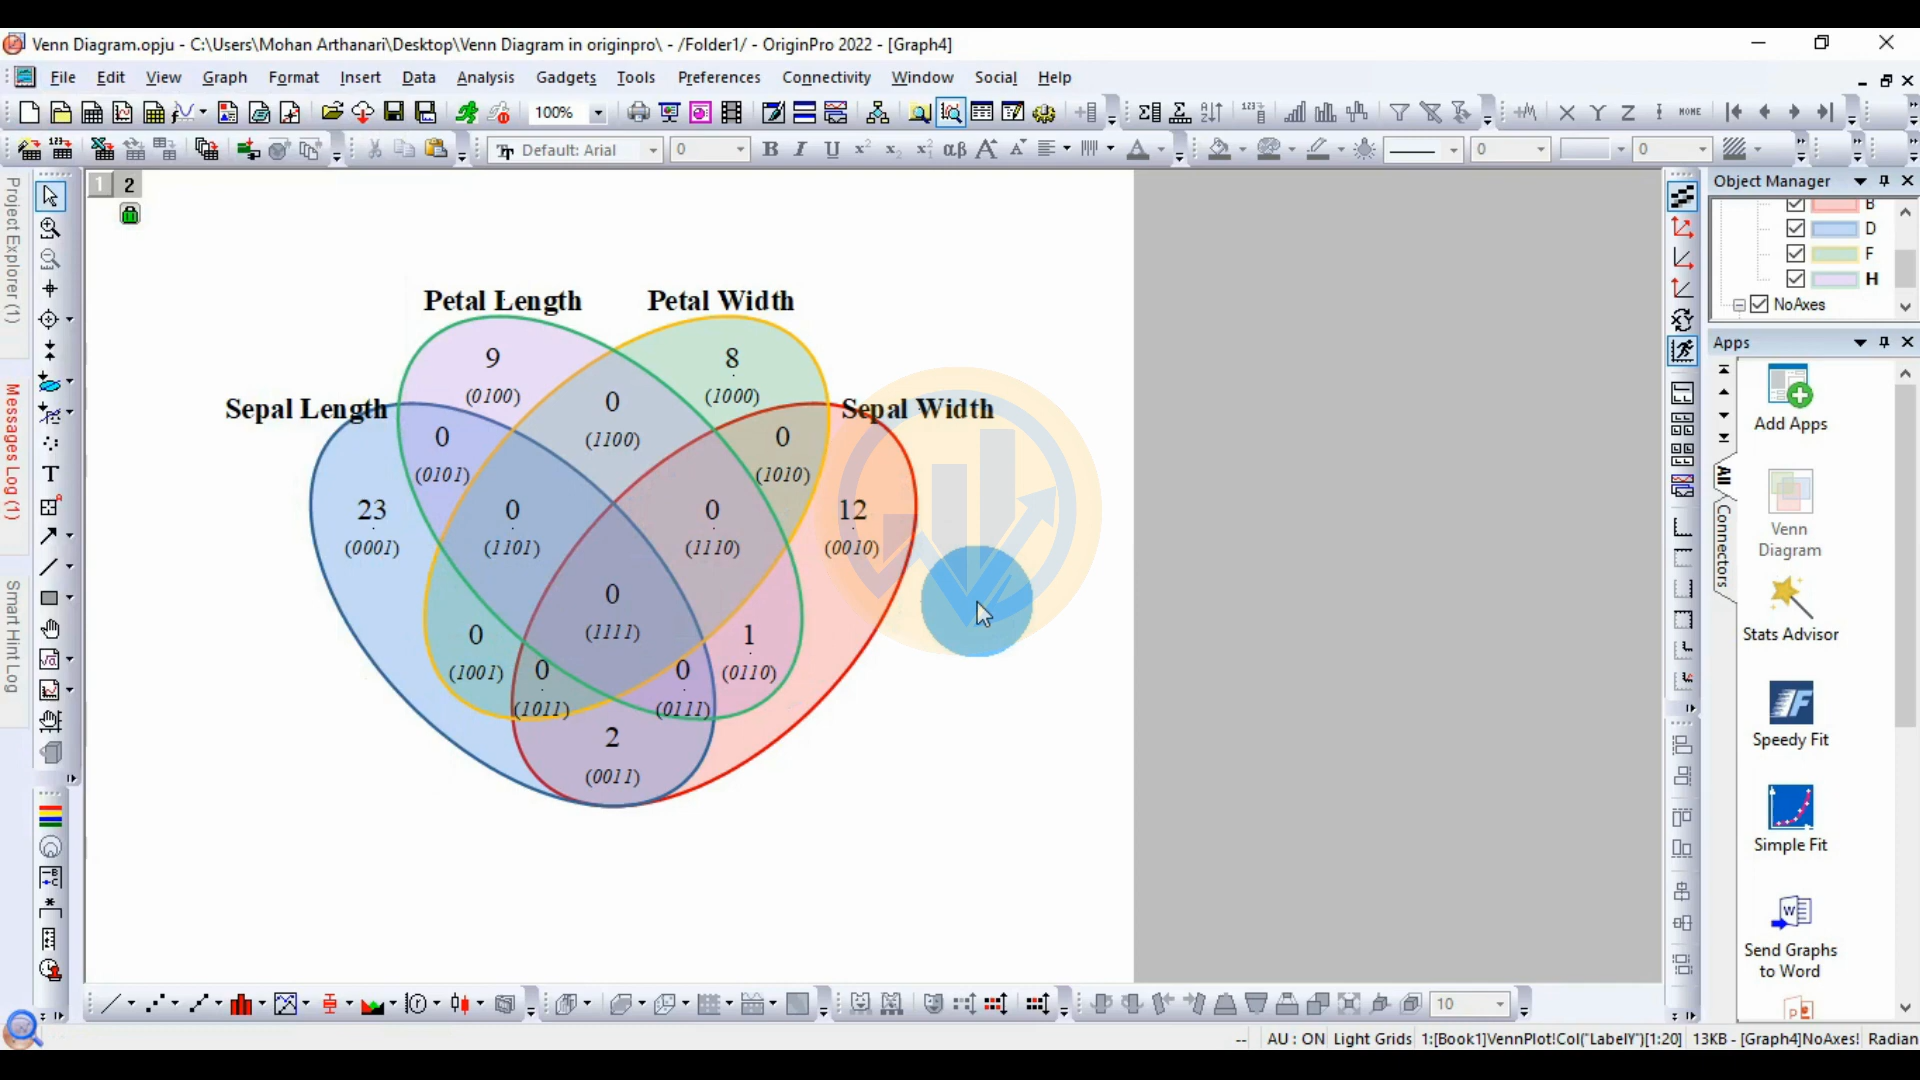 Venn Diagram.opju - C:\Users\Mohan Arthanari\Desktop\Venn Diagram in originpro\ - /Folder1/ - OriginPro 2022 - [Graph4]
File Edit View Graph Format Insert Data Analysis Gadgets Tools Preferences Connectivity Window Social Help
100%
Default: Arial 0 B I U 0 0
1 2
Project Explorer (1)
Messages Log (1)
Smart Hint Log
Petal Length Petal Width
Sepal Length Sepal Width
9
(0100)
8
(1000)
0
(1100)
0
(0101)
0
(1010)
23
(0001)
0
(1101)
0
(1110)
12
(0010)
0
(1111)
0
(1001)
1
(0110)
0
(1011)
0
(0111)
2
(0011)
Object Manager
B
D
F
H
NoAxes
Apps
All
Connectors
Add Apps
Venn
Diagram
Stats Advisor
Speedy Fit
Simple Fit
Send Graphs
to Word
10
-- AU : ON Light Grids 1:[Book1]VennPlot!Col("LabelY")[1:20] 13KB - [Graph4]NoAxes! Radian